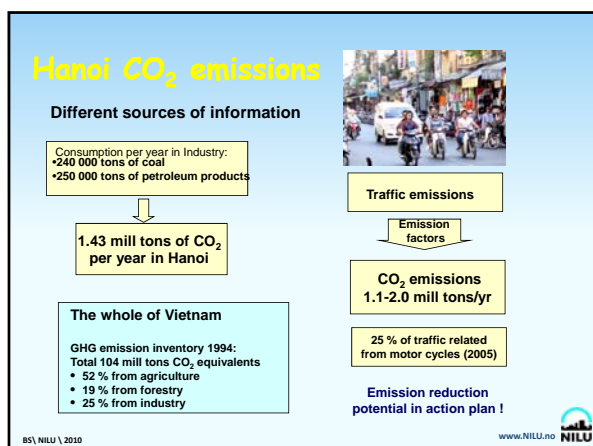 Hanoi CO2 emissions
Different sources of information
Consumption per year in Industry:
•240 000 tons of coal
•250 000 tons of petroleum products
1.43 mill tons of CO2
per year in Hanoi
The whole of Vietnam
GHG emission inventory 1994:
Total 104 mill tons CO2 equivalents
• 52 % from agriculture
• 19 % from forestry
• 25 % from industry
Traffic emissions
Emission
factors
CO2 emissions
1.1-2.0 mill tons/yr
25 % of traffic related
from motor cycles (2005)
Emission reduction
potential in action plan !
BS\ NILU \ 2010
www.NILU.no
NILU